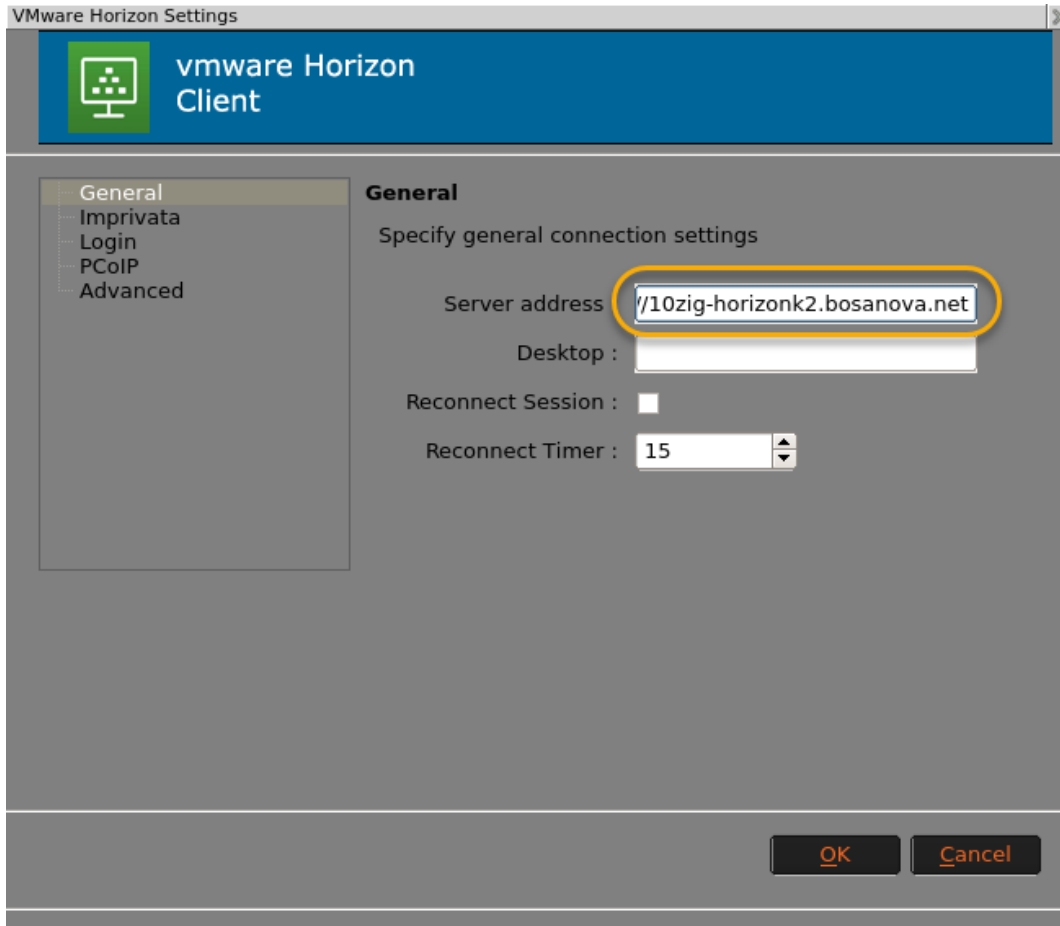 VMware Horizon Settings
vmware Horizon
Client
General
Imprivata
Login
PCoIP
Advanced
General
Specify general connection settings
Server address //10zig-horizonk2.bosanova.net
Desktop :
Reconnect Session :
Reconnect Timer : 15
OK Cancel